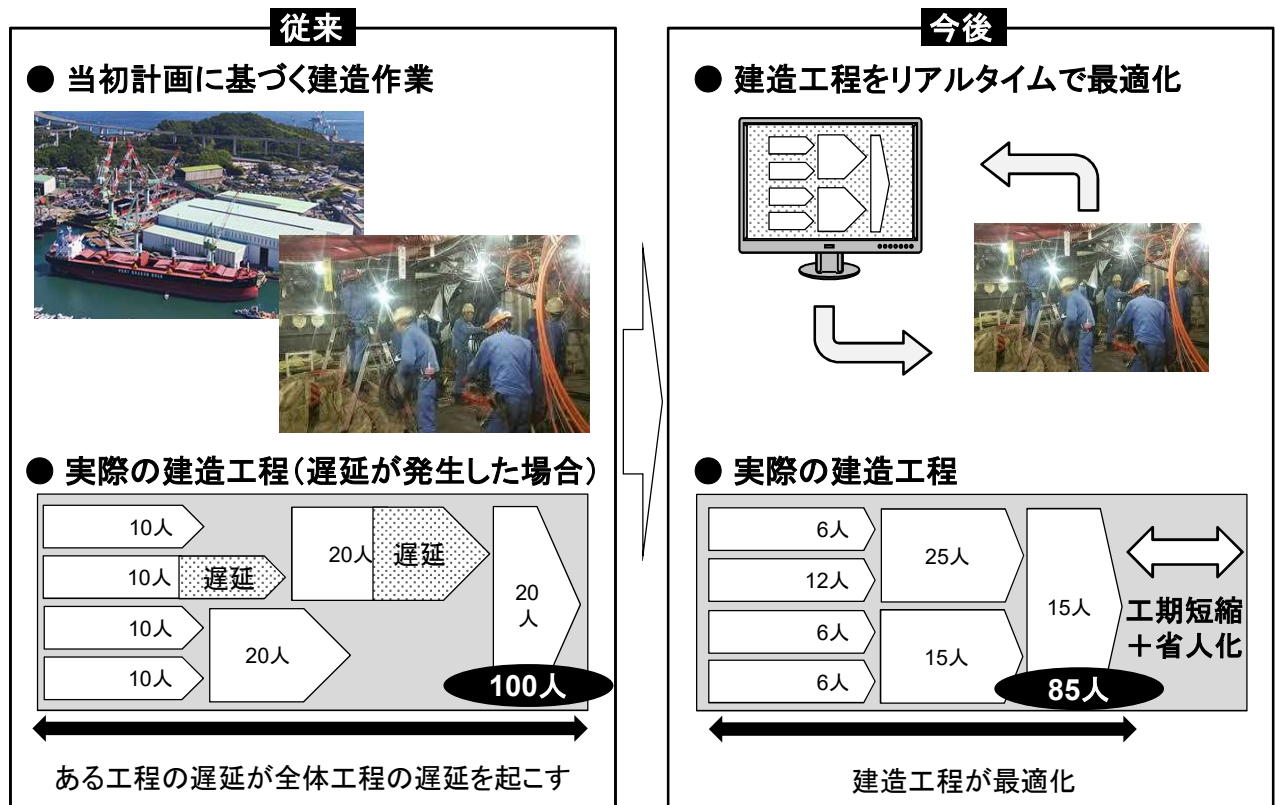 従来
● 当初計画に基づく建造作業
● 実際の建造工程（遅延が発生した場合）
10人
10人
遅延
10人
10人
20人
遅延
20人
20
人
100人
ある工程の遅延が全体工程の遅延を起こす
今後
● 建造工程をリアルタイムで最適化
● 実際の建造工程
6人
12人
6人
6人
25人
15人
15人
85人
工期短縮
＋省人化
建造工程が最適化